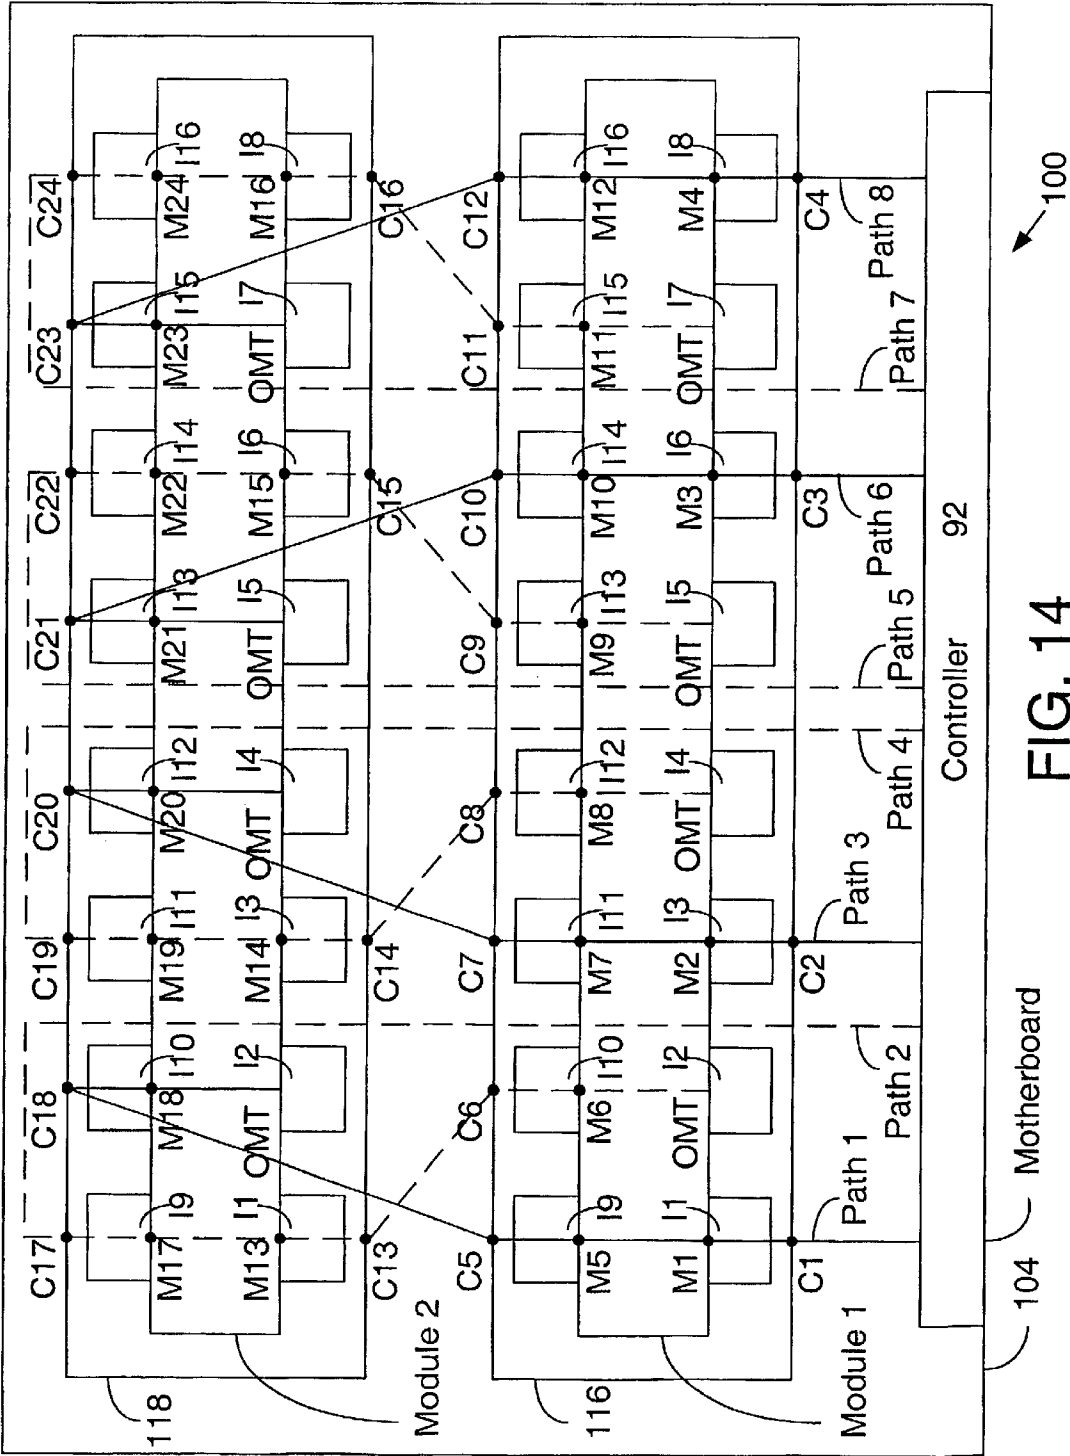 C17 C18 C19 C20 C21 C22 C23 C24
I9 I10 I11 I12 I13 I14 I15 I16
M17 M18 M19 M20 M21 M22 M23 M24
I1 I2 I3 I4 I5 I6 I7 I8
M13 OMT M14 OMT OMT M15 OMT M16
C13 C14 C15 C16
118
Module 2
C5 C6 C7 C8 C9 C10 C11 C12
I9 I10 I11 I12 I13 I14 I15 I16
M5 M6 M7 M8 M9 M10 M11 M12
I1 I2 I3 I4 I5 I6 I7 I8
M1 OMT M2 OMT OMT M3 OMT M4
C1 C2 C3 C4
116
Module 1
Path 1 Path 2 Path 3 Path 4 Path 5 Path 6 Path 7 Path 8
Controller 92
104
Motherboard
100
FIG. 14